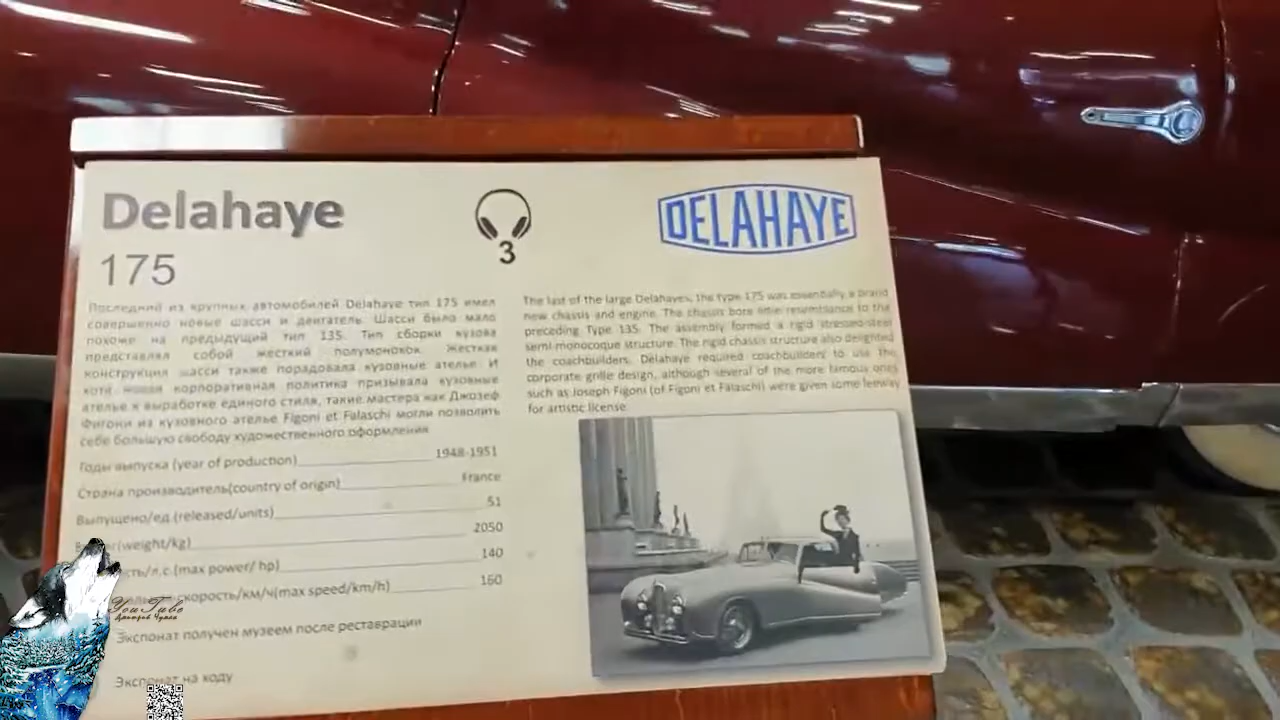 Delahaye
175
3
DELAHAYE
Последний из крупных автомобилей Delahaye тип 175 имел
совершенно новые шасси и двигатель. Шасси было мало
похоже на предыдущий тип 135. Тип сборки кузова
представлял собой жесткий полумонокок. Жесткая
конструкция шасси также порадовала кузовные ателье. И
хотя новая корпоративная политика призывала кузовные
ателье к выработке единого стиля, такие мастера как Джозеф
Фигони из кузовного ателье Figoni et Falaschi могли позволить
себе большую свободу художественного оформления
The last of the large Delahayes, the type 175 was essentially a brand
new chassis and engine. The chassis bore little resemblance to the
preceding Type 135. The assembly formed a rigid stressed-steel
semi-monocoque structure. The rigid chassis structure also delighted
the coachbuilders. Delahaye required coachbuilders to use the
corporate grille design, although several of the more famous ones
such as Joseph Figoni (of Figoni et Falaschi) were given some leeway
for artistic license
Годы выпуска (year of production) 1948-1951
Страна производитель(country of origin) France
Выпущено/ед.(released/units) 51
(weight/kg) 2050
/л.с.(max power/ hp) 140
скорость/км/ч(max speed/km/h) 160
Экспонат получен музеем после реставрации
Экспонат на ходу
YouTube
Дмитрий Чудак